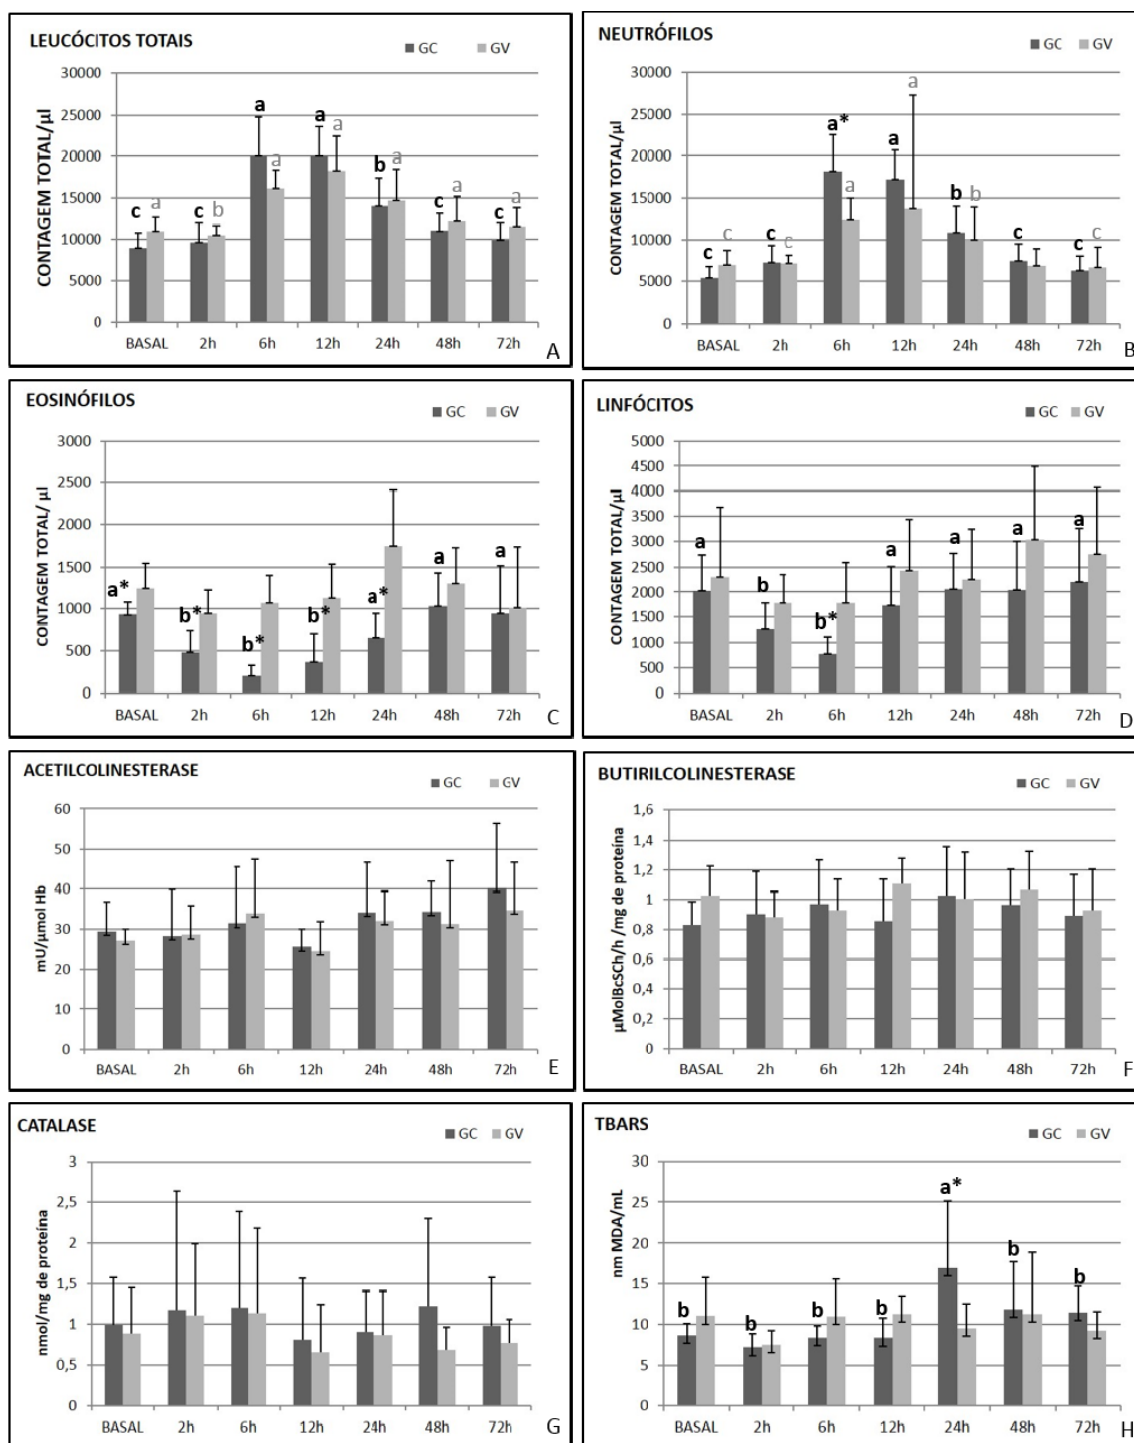 LEUCÓCITOS TOTAIS
GC GV
CONTAGEM TOTAL/µl
30000
25000
20000
15000
10000
5000
0
c a c b a a a a b a c a c a
BASAL 2h 6h 12h 24h 48h 72h
A
NEUTRÓFILOS
GC GV
CONTAGEM TOTAL/µl
30000
25000
20000
15000
10000
5000
0
c c c c a* a a a b b c c c
BASAL 2h 6h 12h 24h 48h 72h
B
EOSINÓFILOS
GC GV
CONTAGEM TOTAL/ µl
3000
2500
2000
1500
1000
500
0
a* b* b* b* a* a a
BASAL 2h 6h 12h 24h 48h 72h
C
LINFÓCITOS
GC GV
CONTAGEM TOTAL/µl
5000
4500
4000
3500
3000
2500
2000
1500
1000
500
0
a b b* a a a a
BASAL 2h 6h 12h 24h 48h 72h
D
ACETILCOLINESTERASE
GC GV
mU/µmol Hb
60
50
40
30
20
10
0
BASAL 2h 6h 12h 24h 48h 72h
E
BUTIRILCOLINESTERASE
GC GV
µMolBcSCh/h /mg de proteína
1,6
1,4
1,2
1
0,8
0,6
0,4
0,2
0
BASAL 2h 6h 12h 24h 48h 72h
F
CATALASE
GC GV
nmol/mg de proteína
3
2,5
2
1,5
1
0,5
0
BASAL 2h 6h 12h 24h 48h 72h
G
TBARS
GC GV
nm MDA/mL
30
25
20
15
10
5
0
b b b b a* b b
BASAL 2h 6h 12h 24h 48h 72h
H